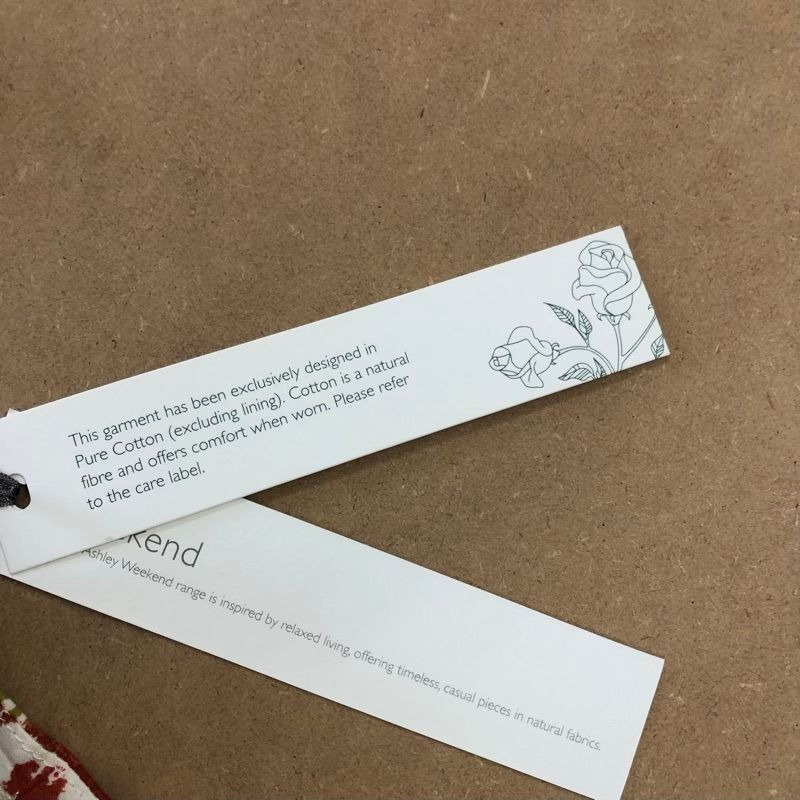 This garment has been exclusively designed in
Pure Cotton (excluding lining). Cotton is a natural
fibre and offers comfort when worn. Please refer
to the care label.
kend
Ashley Weekend range is inspired by relaxed living, offering timeless, casual pieces in natural fabrics.